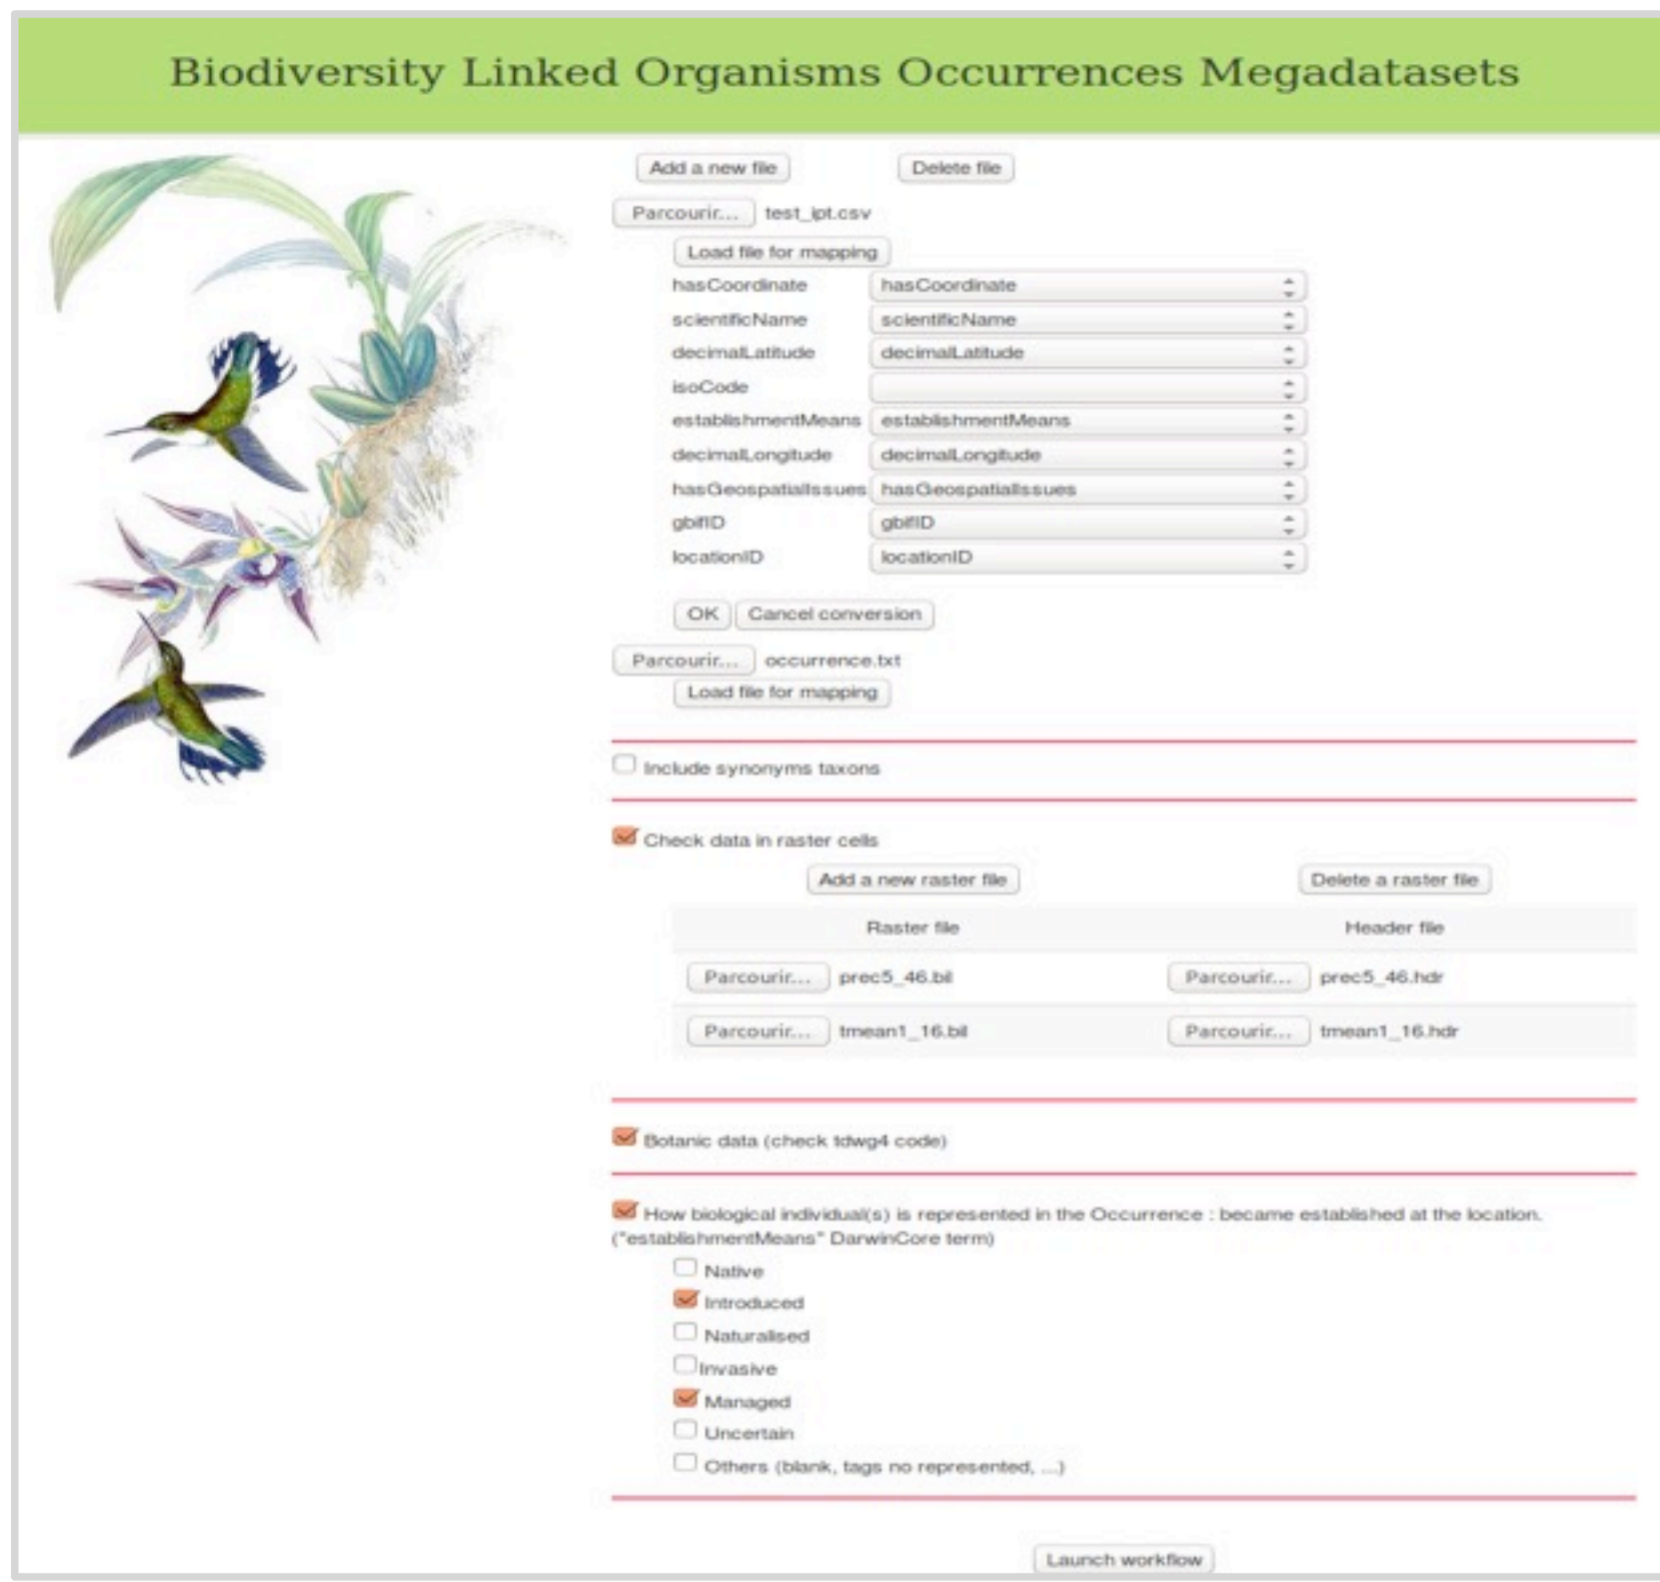 Biodiversity Linked Organisms Occurrences Megadatasets
Add a new file Delete file
Parcourir... test_ipt.csv
Load file for mapping
hasCoordinate hasCoordinate
scientificName scientificName
decimalLatitude decimalLatitude
isoCode
establishmentMeans establishmentMeans
decimalLongitude decimalLongitude
hasGeospatialIssues hasGeospatialIssues
gbifID gbifID
locationID locationID
OK Cancel conversion
Parcourir... occurrence.txt
Load file for mapping
Include synonyms taxons
Check data in raster cells
Add a new raster file Delete a raster file
Raster file Header file
Parcourir... prec5_46.bil Parcourir... prec5_46.hdr
Parcourir... tmean1_16.bil Parcourir... tmean1_16.hdr
Botanic data (check tdwg4 code)
How biological individual(s) is represented in the Occurrence : became established at the location.
("establishmentMeans" DarwinCore term)
Native
Introduced
Naturalised
Invasive
Managed
Uncertain
Others (blank, tags no represented, ...)
Launch workflow